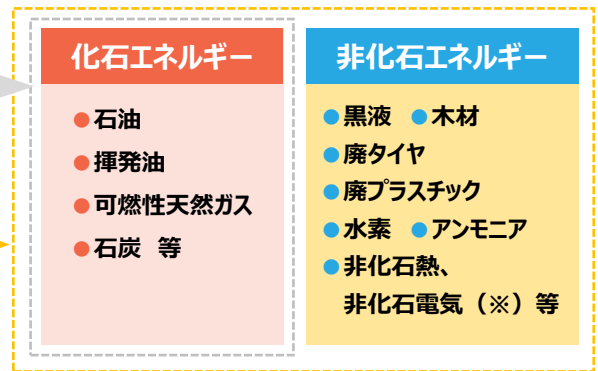 化石エネルギー
●石油
●揮発油
●可燃性天然ガス
●石炭 等
非化石エネルギー
●黒液 ●木材
●廃タイヤ
●廃プラスチック
●水素 ●アンモニア
●非化石熱、
非化石電気（※）等